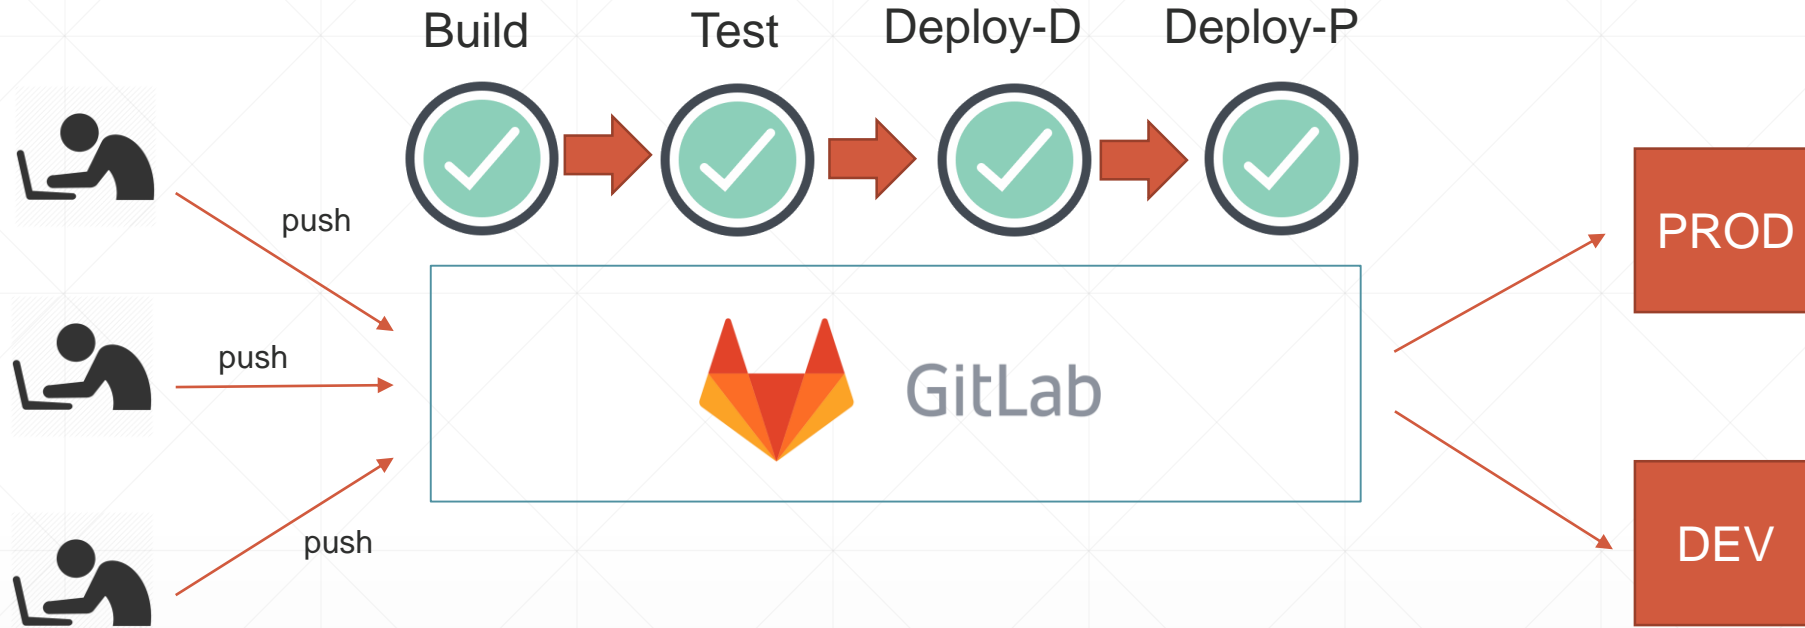 Build
Test
Deploy-D
Deploy-P
push
push
push
GitLab
PROD
DEV